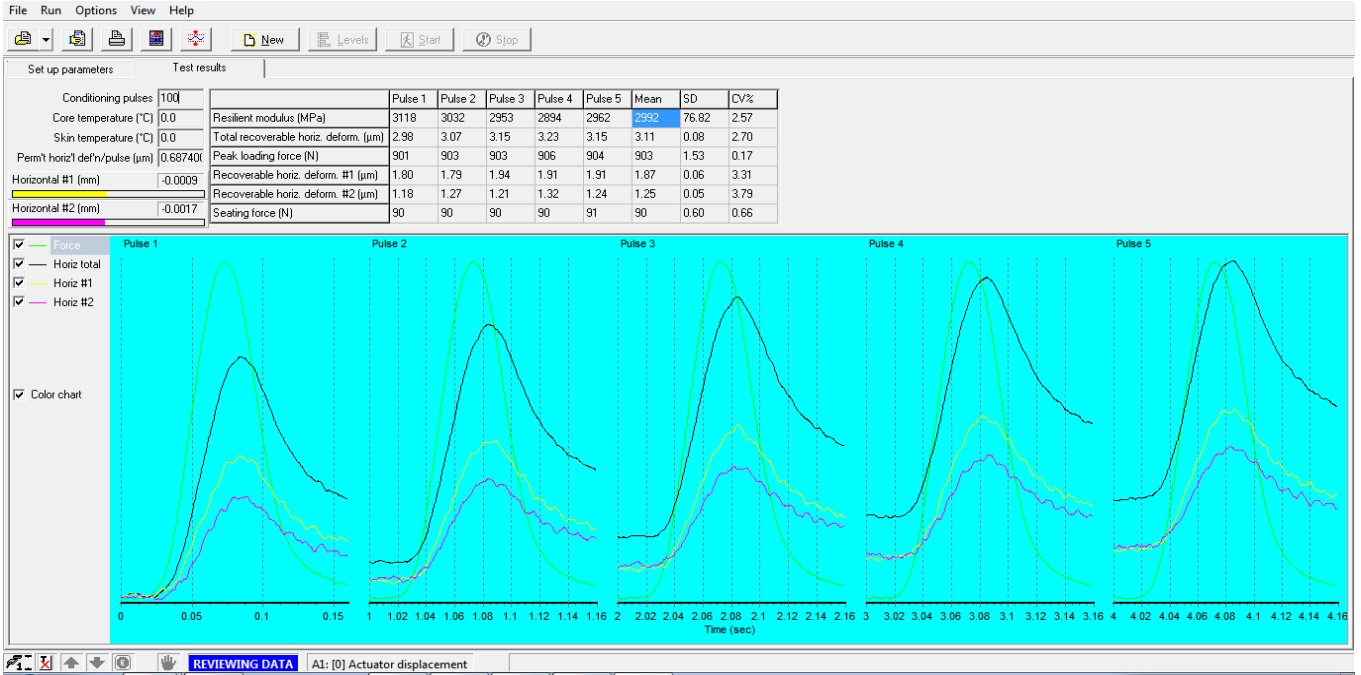 File Run Options View Help
New Levels Start Stop
Set up parameters Test results
Conditioning pulses 100
Core temperature (°C) 0.0
Skin temperature (°C) 0.0
Perm't horiz'l def'n/pulse (µm) 0.68740(
Horizontal #1 (mm) -0.0009
Horizontal #2 (mm) -0.0017
Pulse 1 Pulse 2 Pulse 3 Pulse 4 Pulse 5 Mean SD CV%
Resilient modulus (MPa) 3118 3032 2953 2894 2962 2992 76.82 2.57
Total recoverable horiz. deform. (µm) 2.98 3.07 3.15 3.23 3.15 3.11 0.08 2.70
Peak loading force (N) 901 903 903 906 904 903 1.53 0.17
Recoverable horiz. deform. #1 (µm) 1.80 1.79 1.94 1.91 1.91 1.87 0.06 3.31
Recoverable horiz. deform. #2 (µm) 1.18 1.27 1.21 1.32 1.24 1.25 0.05 3.79
Seating force (N) 90 90 90 90 91 90 0.60 0.66
Force
Horiz total
Horiz #1
Horiz #2
Color chart
Pulse 1 Pulse 2 Pulse 3 Pulse 4 Pulse 5
0 0.05 0.1 0.15 1 1.02 1.04 1.06 1.08 1.1 1.12 1.14 1.16 2 2.02 2.04 2.06 2.08 2.1 2.12 2.14 2.16 3 3.02 3.04 3.06 3.08 3.1 3.12 3.14 3.16 4 4.02 4.04 4.06 4.08 4.1 4.12 4.14 4.16
Time (sec)
REVIEWING DATA A1: [0] Actuator displacement